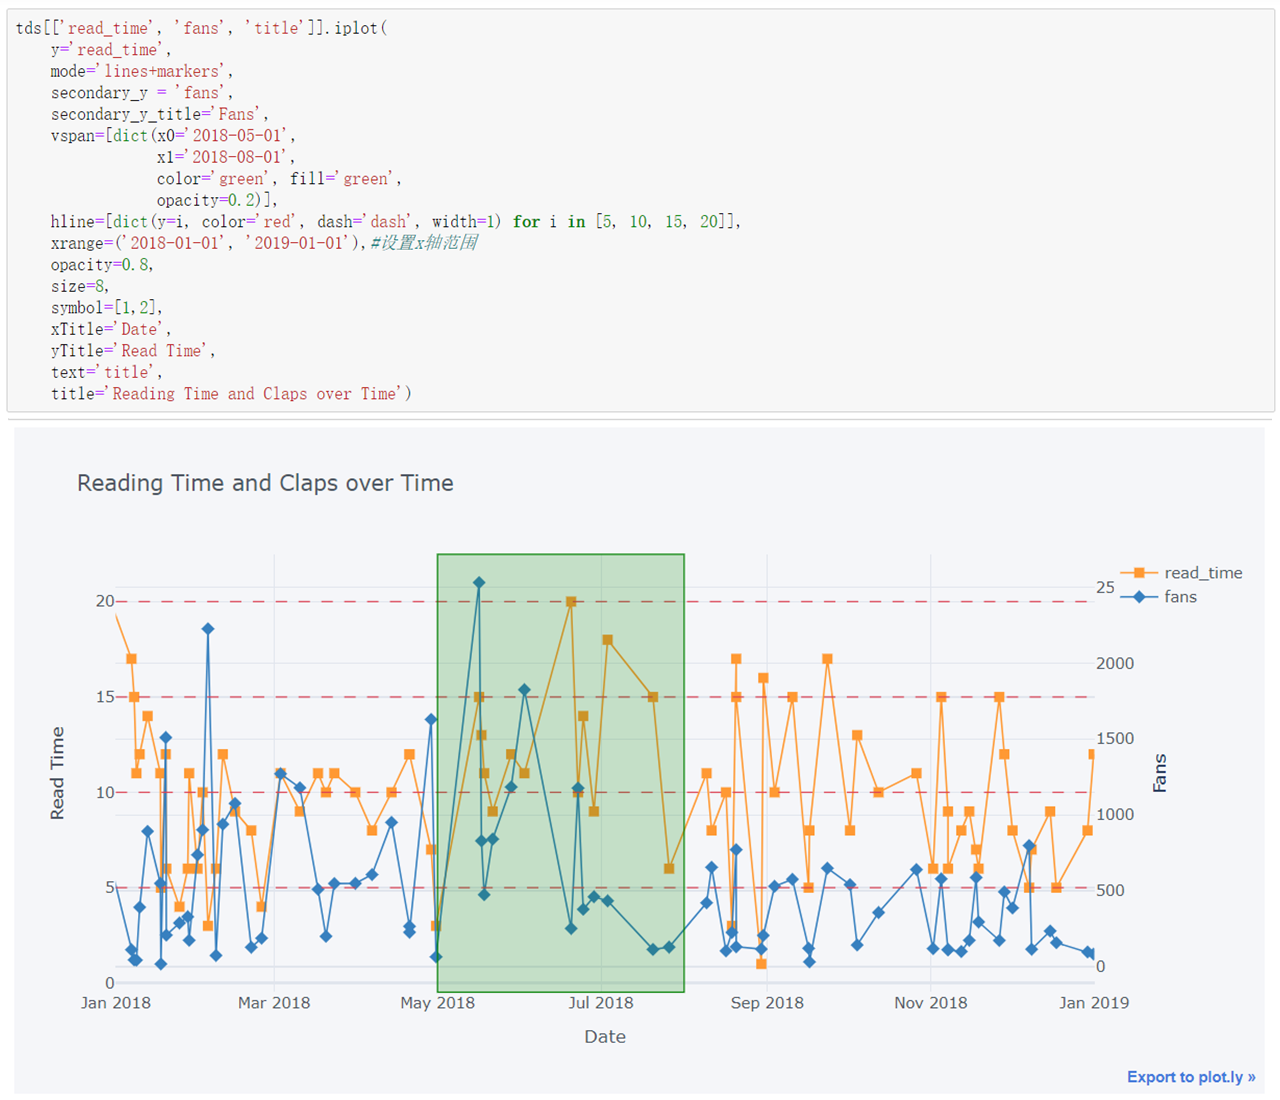 tds[['read_time', 'fans', 'title']].iplot(
    y='read_time',
    mode='lines+markers',
    secondary_y = 'fans',
    secondary_y_title='Fans',
    vspan=[dict(x0='2018-05-01',
                x1='2018-08-01',
                color='green', fill='green',
                opacity=0.2)],
    hline=[dict(y=i, color='red', dash='dash', width=1) for i in [5, 10, 15, 20]],
    xrange=('2018-01-01', '2019-01-01'),#设置x轴范围
    opacity=0.8,
    size=8,
    symbol=[1,2],
    xTitle='Date',
    yTitle='Read Time',
    text='title',
    title='Reading Time and Claps over Time')
Reading Time and Claps over Time
read_time
fans
20
15
10
5
0
Read Time
25
2000
1500
1000
500
0
Fans
Jan 2018 Mar 2018 May 2018 Jul 2018 Sep 2018 Nov 2018 Jan 2019
Date
Export to plot.ly »